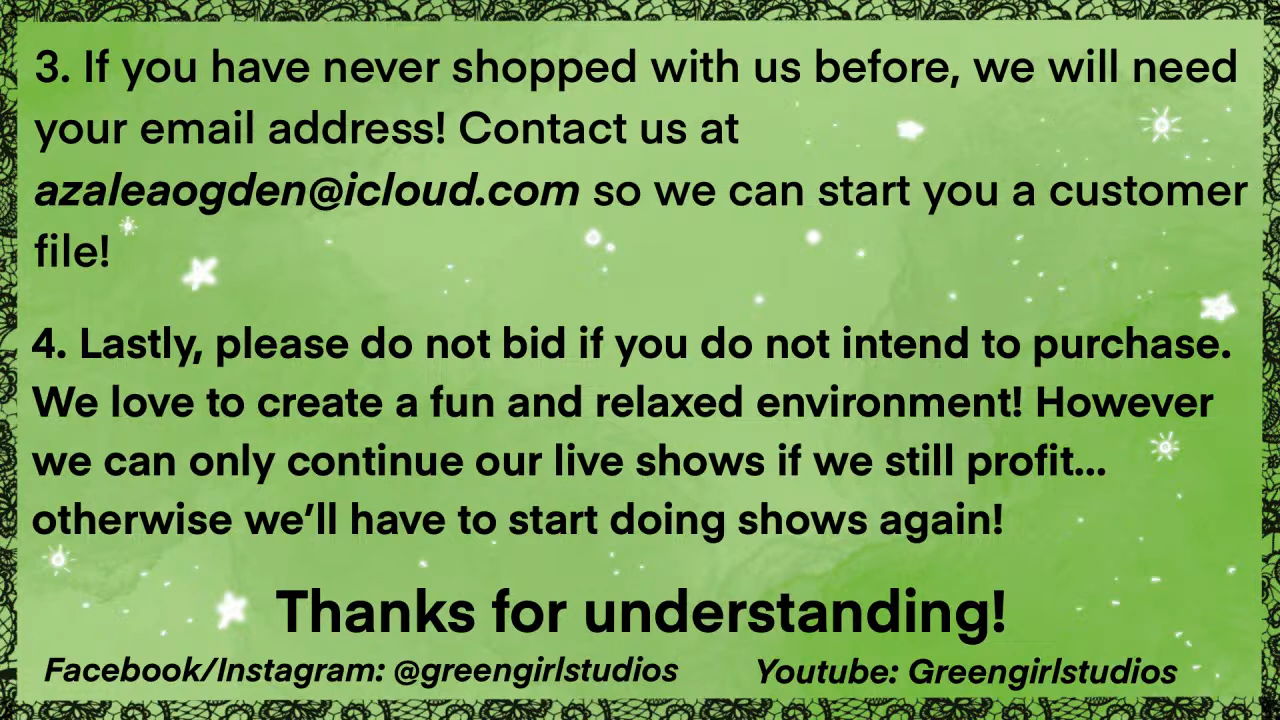 3. If you have never shopped with us before, we will need
your email address! Contact us at
azaleaogden@icloud.com so we can start you a customer
file!
4. Lastly, please do not bid if you do not intend to purchase.
We love to create a fun and relaxed environment! However
we can only continue our live shows if we still profit...
otherwise we’ll have to start doing shows again!
Thanks for understanding!
Facebook/Instagram: @greengirlstudios
Youtube: Greengirlstudios